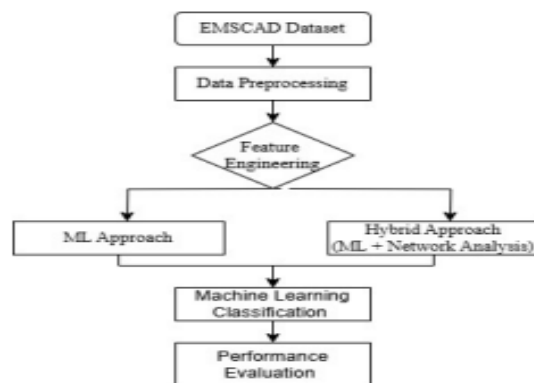 EMSCAD Dataset
Data Preprocessing
Feature
Engineering
ML Approach
Hybrid Approach
(ML + Network Analysis)
Machine Learning
Classification
Performance
Evaluation